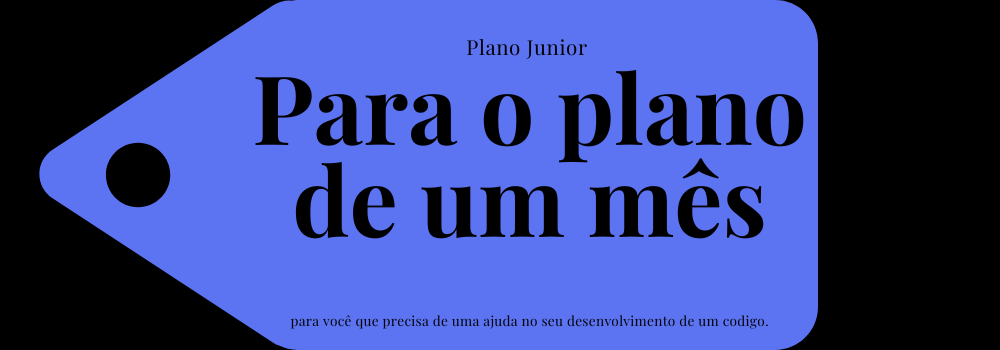 Plano Junior
Para o plano
de um mês
para você que precisa de uma ajuda no seu desenvolvimento de um codigo.